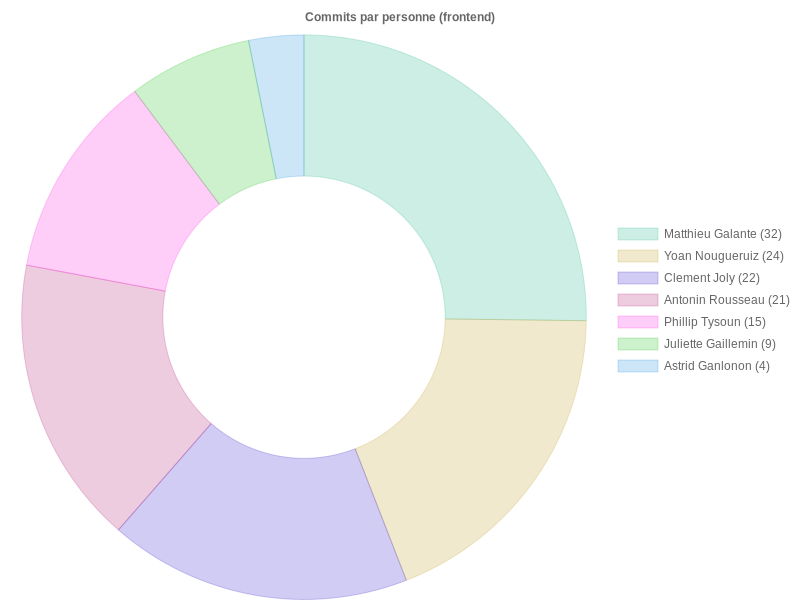 Commits par personne (frontend)
Matthieu Galante (32)
Yoan Nougueruiz (24)
Clement Joly (22)
Antonin Rousseau (21)
Phillip Tysoun (15)
Juliette Gaillemin (9)
Astrid Ganlonon (4)